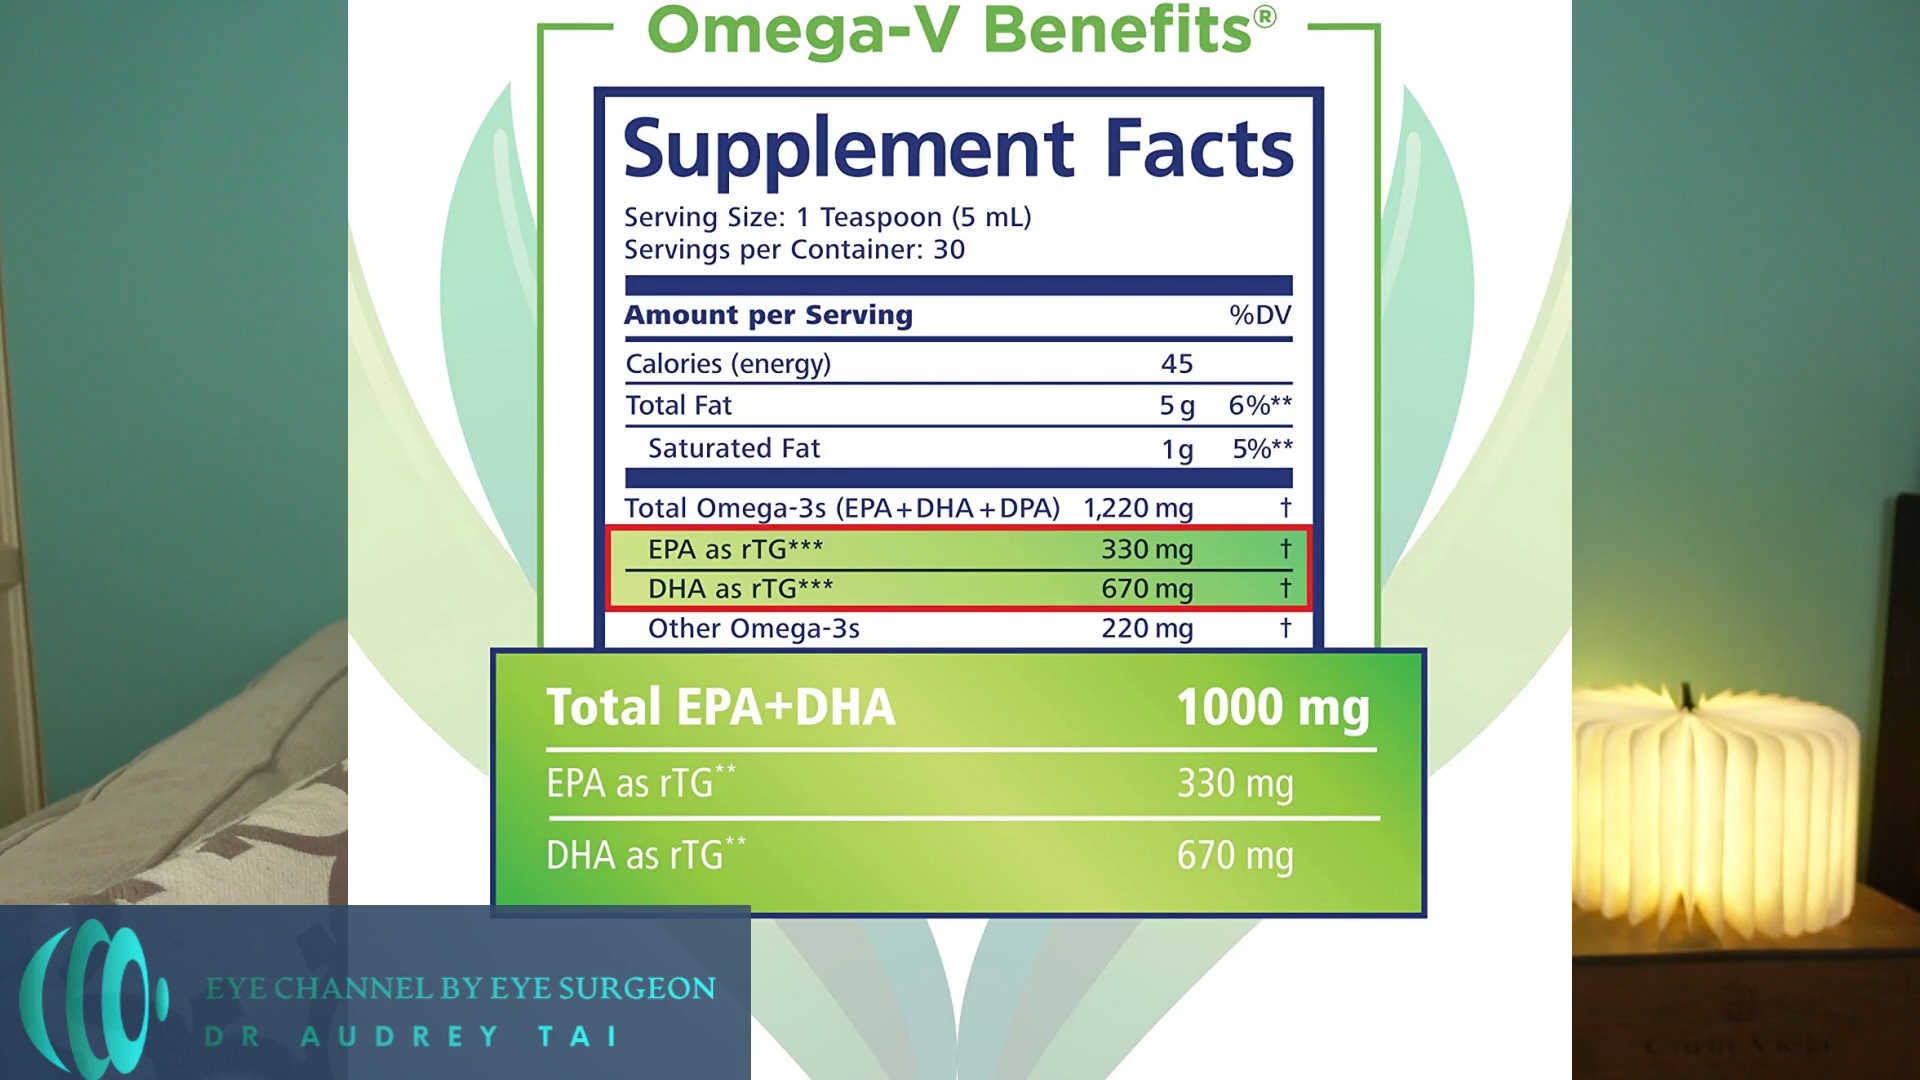 Omega-V Benefits®
Supplement Facts
Serving Size: 1 Teaspoon (5 mL)
Servings per Container: 30
Amount per Serving %DV
Calories (energy) 45
Total Fat 5 g 6%**
Saturated Fat 1 g 5%**
Total Omega-3s (EPA+DHA+DPA) 1,220 mg †
EPA as rTG*** 330 mg †
DHA as rTG*** 670 mg †
Other Omega-3s 220 mg †
Total EPA+DHA 1000 mg
EPA as rTG** 330 mg
DHA as rTG** 670 mg
EYE CHANNEL BY EYE SURGEON
DR AUDREY TAI